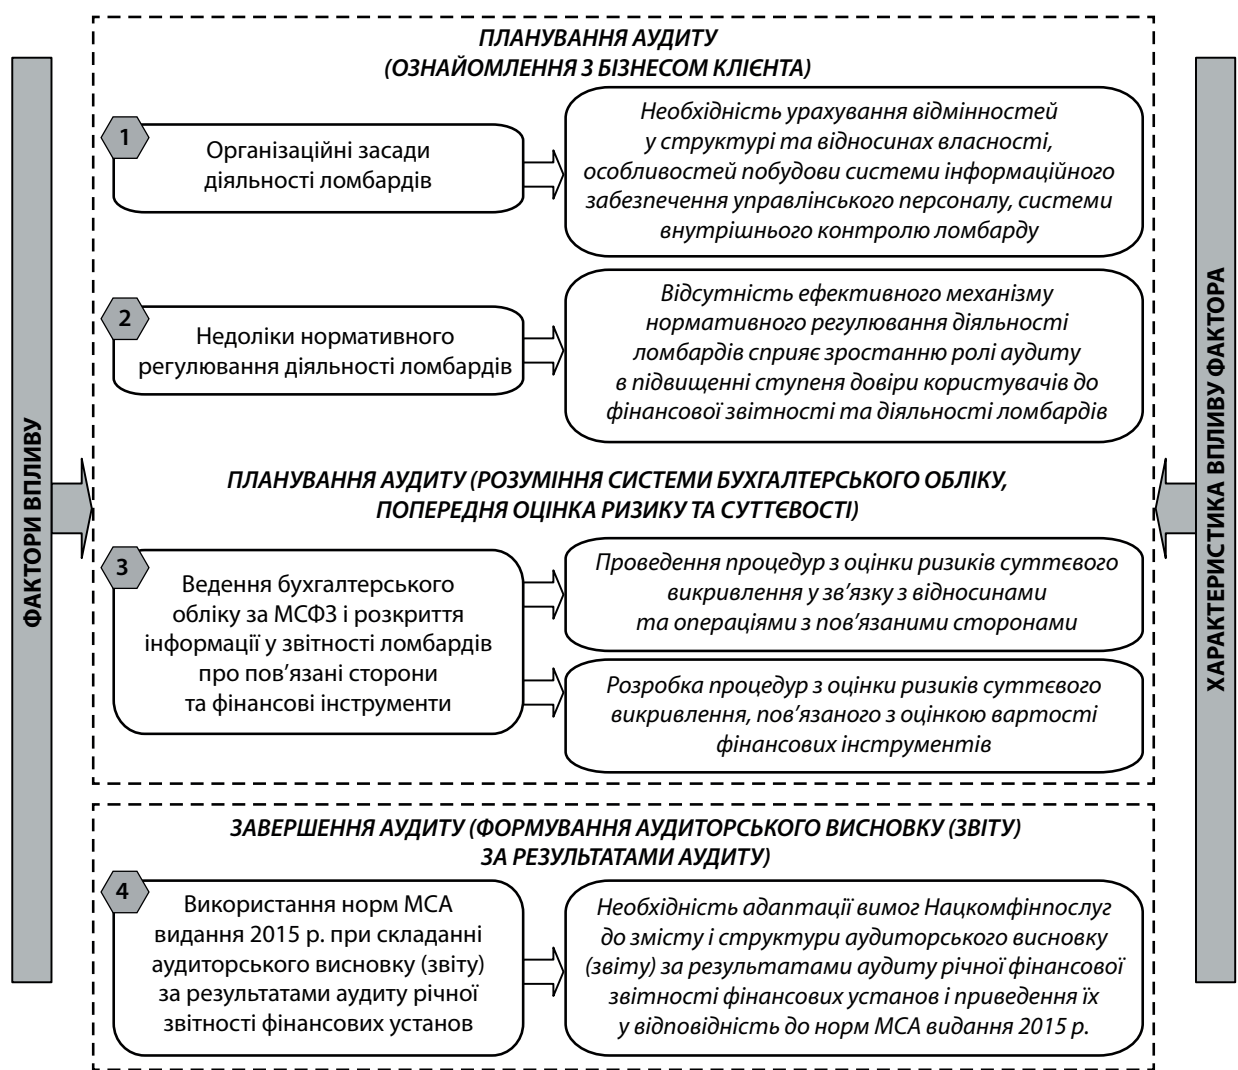 ПЛАНУВАННЯ АУДИТУ
(ОЗНАЙОМЛЕННЯ З БІЗНЕСОМ КЛІЄНТА)
ФАКТОРИ ВПЛИВУ
ХАРАКТЕРИСТИКА ВПЛИВУ ФАКТОРА
1
Організаційні засади
діяльності ломбардів
Необхідність урахування відмінностей
у структурі та відносинах власності,
особливостей побудови системи інформаційного
забезпечення управлінського персоналу, системи
внутрішнього контролю ломбарду
2
Недоліки нормативного
регулювання діяльності ломбардів
Відсутність ефективного механізму
нормативного регулювання діяльності
ломбардів сприяє зростанню ролі аудиту
в підвищенні ступеня довіри користувачів до
фінансової звітності та діяльності ломбардів
ПЛАНУВАННЯ АУДИТУ (РОЗУМІННЯ СИСТЕМИ БУХГАЛТЕРСЬКОГО ОБЛІКУ,
ПОПЕРЕДНЯ ОЦІНКА РИЗИКУ ТА СУТТЄВОСТІ)
3
Ведення бухгалтерського
обліку за МСФЗ і розкриття
інформації у звітності ломбардів
про пов’язані сторони
та фінансові інструменти
Проведення процедур з оцінки ризиків суттєвого
викривлення у зв’язку з відносинами
та операціями з пов’язаними сторонами
Розробка процедур з оцінки ризиків суттєвого
викривлення, пов’язаного з оцінкою вартості
фінансових інструментів
ЗАВЕРШЕННЯ АУДИТУ (ФОРМУВАННЯ АУДИТОРСЬКОГО ВИСНОВКУ (ЗВІТУ)
ЗА РЕЗУЛЬТАТАМИ АУДИТУ)
4
Використання норм МСА
видання 2015 р. при складанні
аудиторського висновку (звіту)
за результатами аудиту річної
звітності фінансових установ
Необхідність адаптації вимог Нацкомфінпослуг
до змісту і структури аудиторського висновку
(звіту) за результатами аудиту річної фінансової
звітності фінансових установ і приведення їх
у відповідність до норм МСА видання 2015 р.